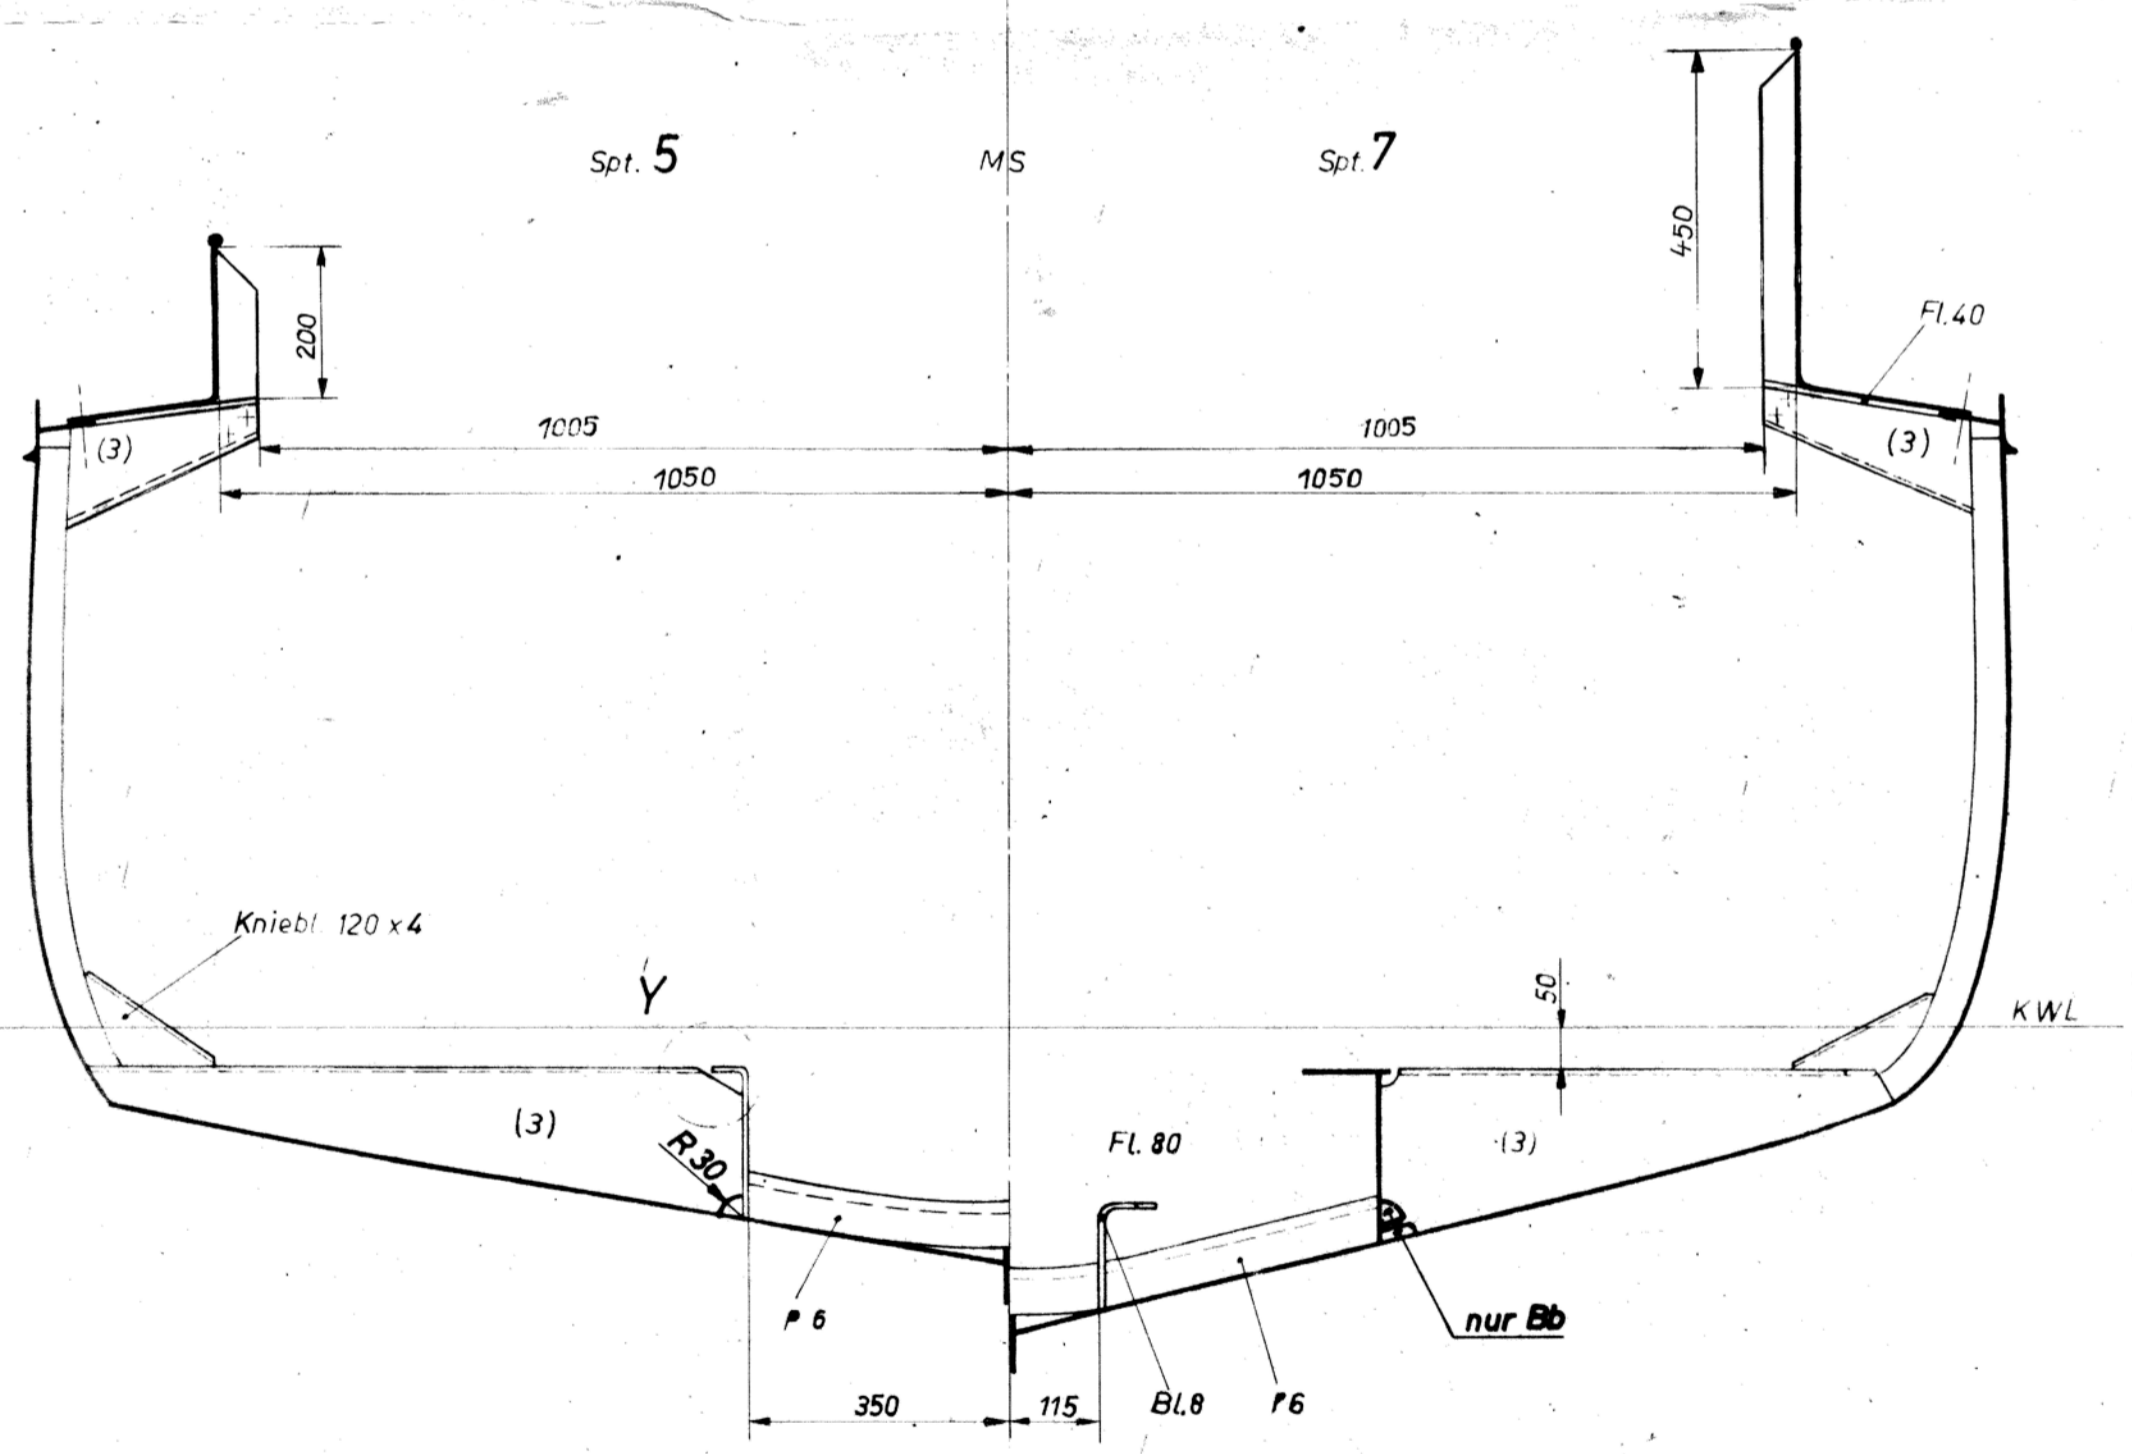 Spt. 5
MS
Spt. 7
200
450
Fl. 40
(3)
1005
1005
(3)
1050
1050
Kniebl. 120 x 4
Y
50
KWL
(3)
R 30
Fl. 80
(3)
P 6
nur Bb
350
115
Bl. 8
P 6